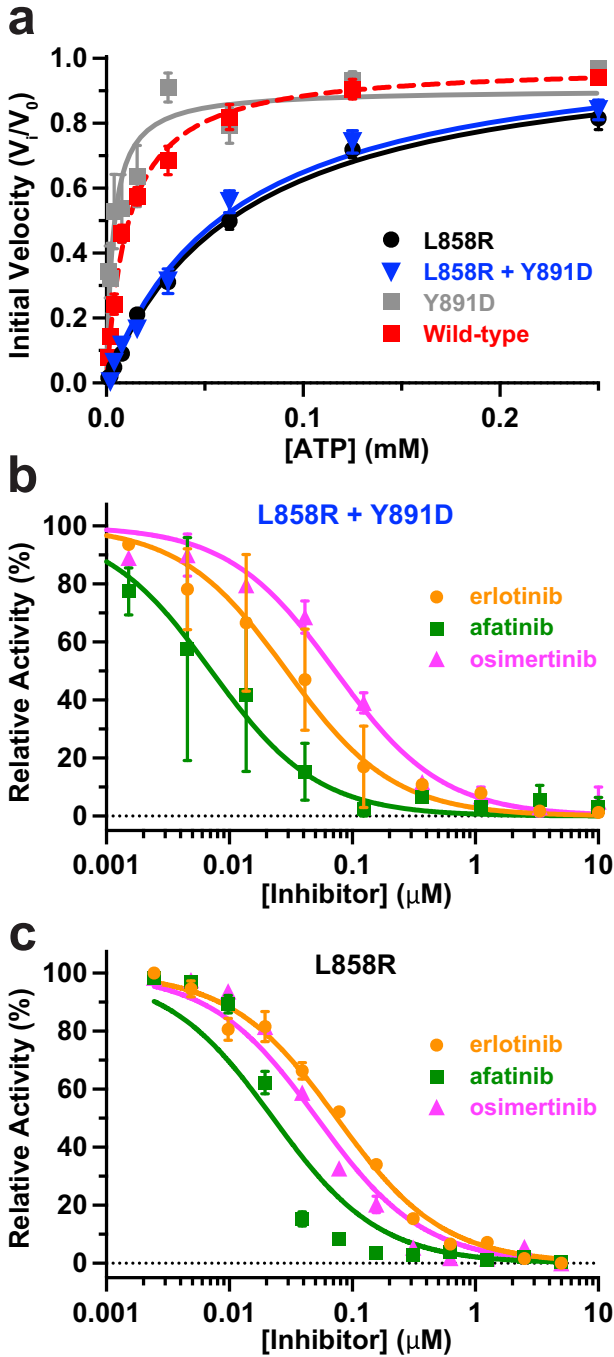 a
Initial Velocity (Vi/V0)
1.0
0.8
0.6
0.4
0.2
0.0
L858R
L858R + Y891D
Y891D
Wild-type
0.0
0.1
0.2
[ATP] (mM)
b
L858R + Y891D
Relative Activity (%)
100
80
60
40
20
0
erlotinib
afatinib
osimertinib
0.001
0.01
0.1
1
10
[Inhibitor] (μM)
c
L858R
Relative Activity (%)
100
80
60
40
20
0
erlotinib
afatinib
osimertinib
0.001
0.01
0.1
1
10
[Inhibitor] (μM)